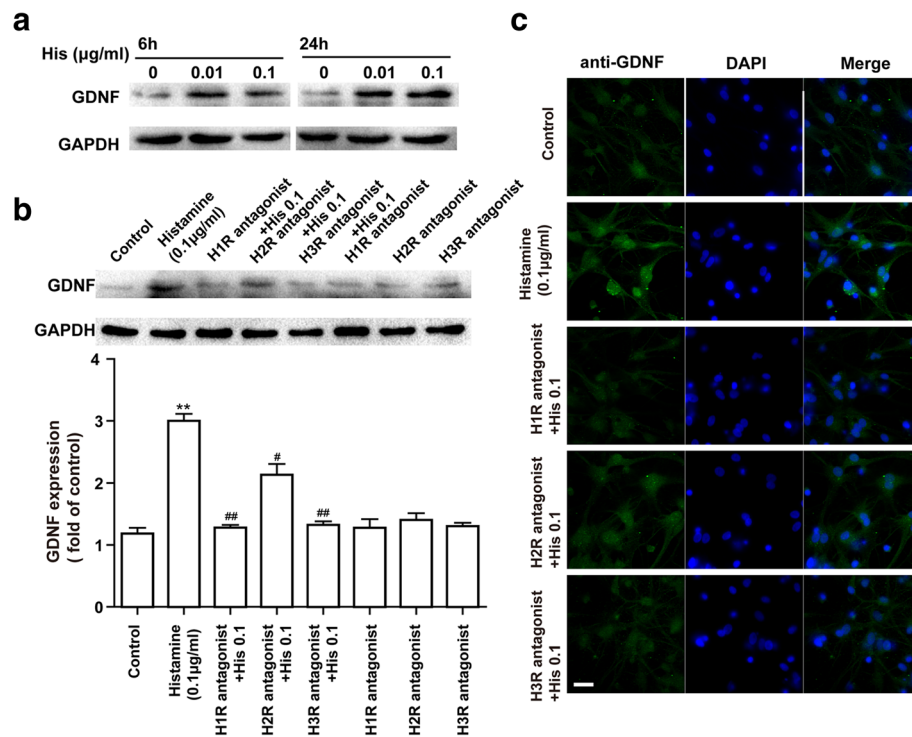 a
6h
24h
His (µg/ml)
0 0.01 0.1 0 0.01 0.1
GDNF
GAPDH
b
Control
Histamine
(0.1µg/ml)
H1R antagonist
+His 0.1
H2R antagonist
+His 0.1
H3R antagonist
+His 0.1
H1R antagonist
H2R antagonist
H3R antagonist
GDNF
GAPDH
GDNF expression
( fold of control)
4
3
2
1
0
**
##
#
##
Control
Histamine
(0.1µg/ml)
H1R antagonist
+His 0.1
H2R antagonist
+His 0.1
H3R antagonist
+His 0.1
H1R antagonist
H2R antagonist
H3R antagonist
c
anti-GDNF DAPI Merge
Control
Histamine
(0.1µg/ml)
H1R antagonist
+His 0.1
H2R antagonist
+His 0.1
H3R antagonist
+His 0.1